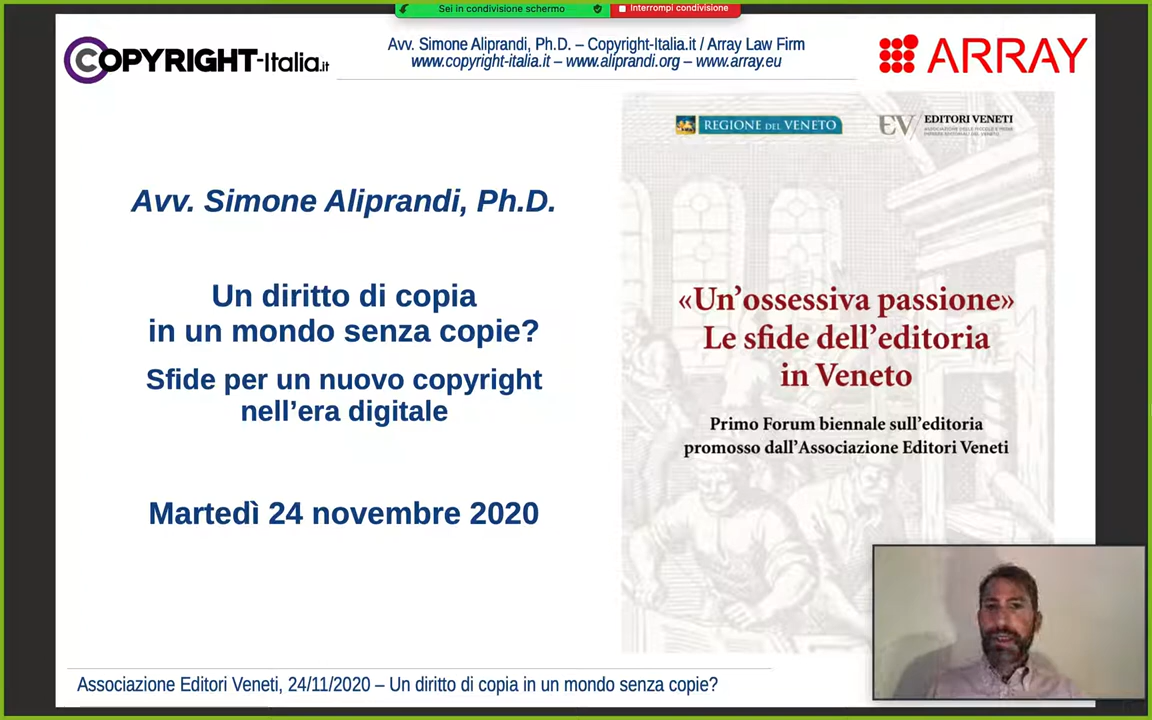 Sei in condivisione schermo
Interrompi condivisione
COPYRIGHT-Italia.it
Avv. Simone Aliprandi, Ph.D. – Copyright-Italia.it / Array Law Firm
www.copyright-italia.it – www.aliprandi.org – www.array.eu
ARRAY
Avv. Simone Aliprandi, Ph.D.
Un diritto di copia
in un mondo senza copie?
Sfide per un nuovo copyright
nell'era digitale
Martedì 24 novembre 2020
REGIONE DEL VENETO
EV EDITORI VENETI
«Un'ossessiva passione»
Le sfide dell'editoria
in Veneto
Primo Forum biennale sull'editoria
promosso dall'Associazione Editori Veneti
Associazione Editori Veneti, 24/11/2020 – Un diritto di copia in un mondo senza copie?